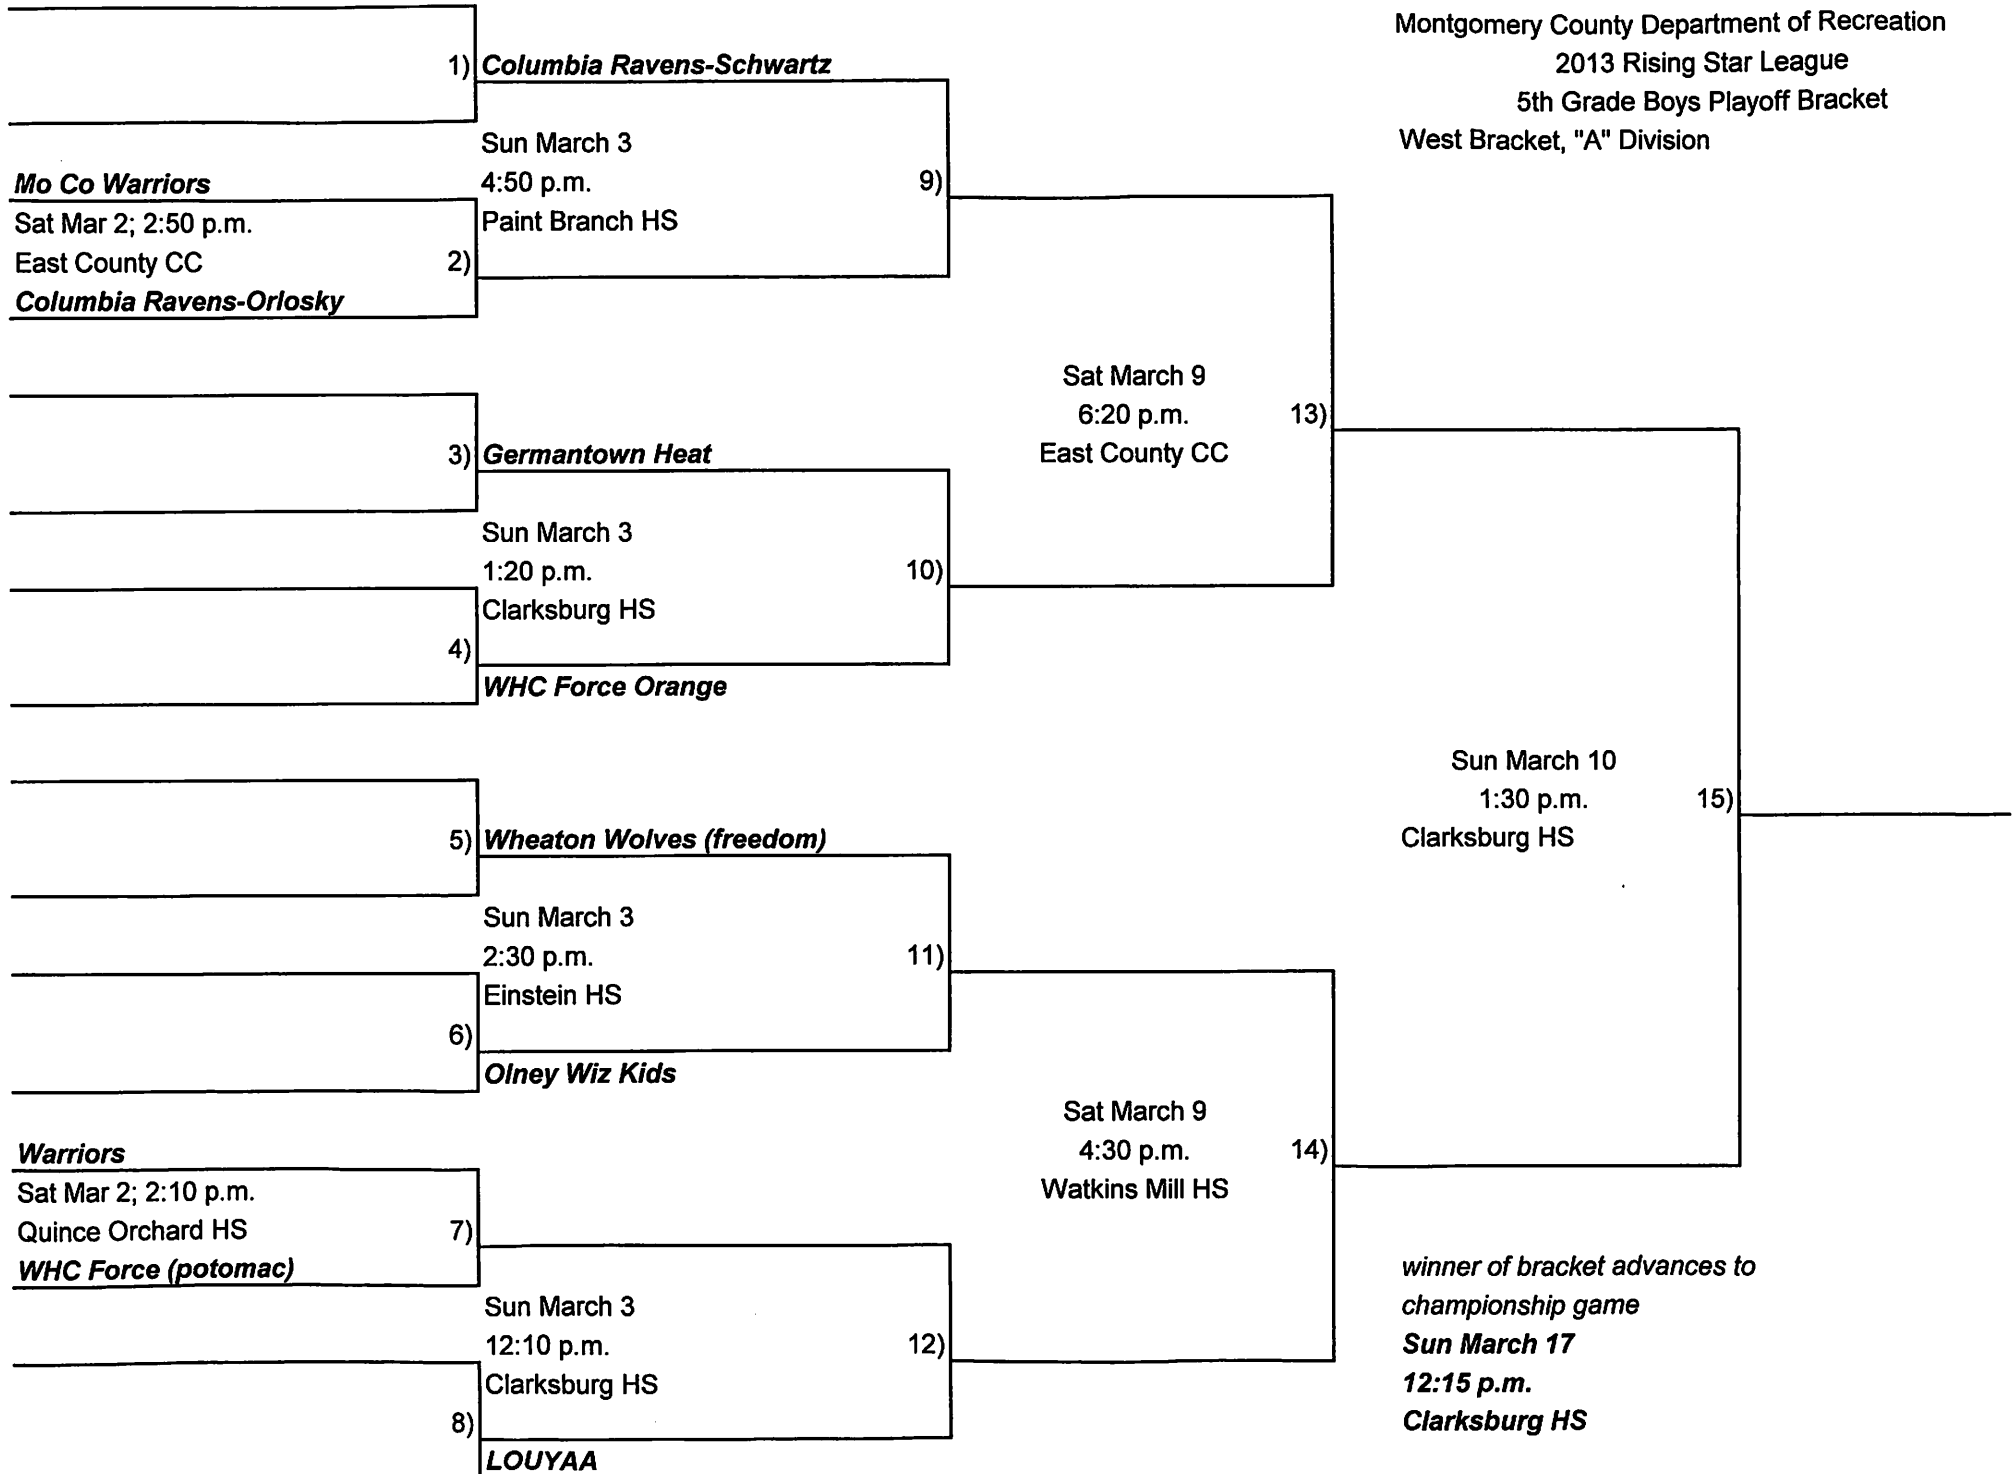 Montgomery County Department of Recreation
2013 Rising Star League
5th Grade Boys Playoff Bracket
West Bracket, "A" Division
1) Columbia Ravens-Schwartz
Sun March 3
4:50 p.m.
Paint Branch HS
9)
Mo Co Warriors
Sat Mar 2; 2:50 p.m.
East County CC
2)
Columbia Ravens-Orlosky
Sat March 9
6:20 p.m.
East County CC
13)
3) Germantown Heat
Sun March 3
1:20 p.m.
Clarksburg HS
10)
4)
WHC Force Orange
Sun March 10
1:30 p.m.
Clarksburg HS
15)
5) Wheaton Wolves (freedom)
Sun March 3
2:30 p.m.
Einstein HS
11)
6)
Olney Wiz Kids
Sat March 9
4:30 p.m.
Watkins Mill HS
14)
Warriors
Sat Mar 2; 2:10 p.m.
Quince Orchard HS
7)
WHC Force (potomac)
Sun March 3
12:10 p.m.
Clarksburg HS
12)
8)
LOUYAA
winner of bracket advances to
championship game
Sun March 17
12:15 p.m.
Clarksburg HS